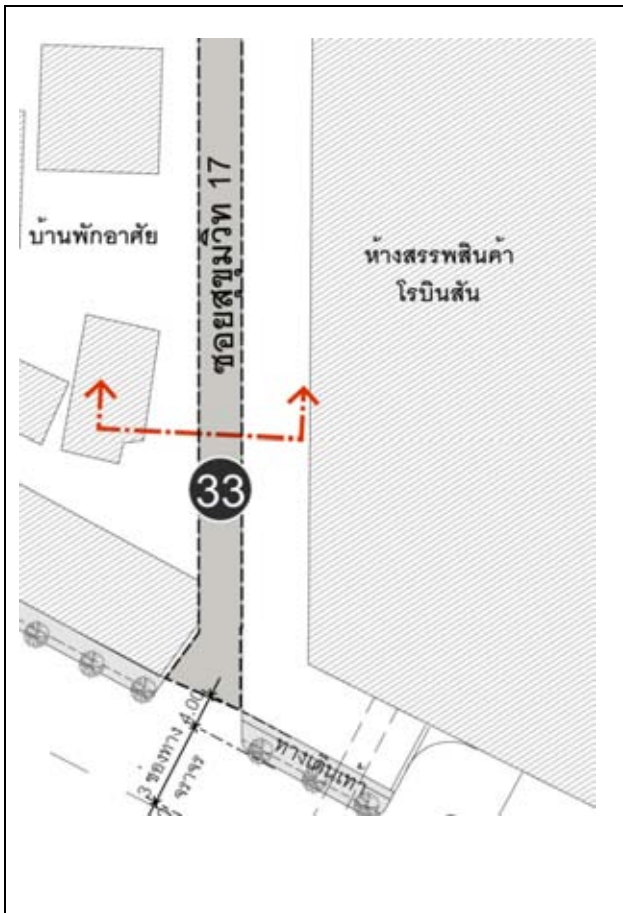 ซอยสุขุมวิท 17
บ้านพักอาศัย
ห้างสรรพสินค้า
โรบินสัน
33
4.00
3 ช่องทาง
จราจร
ทางเดินเท้า